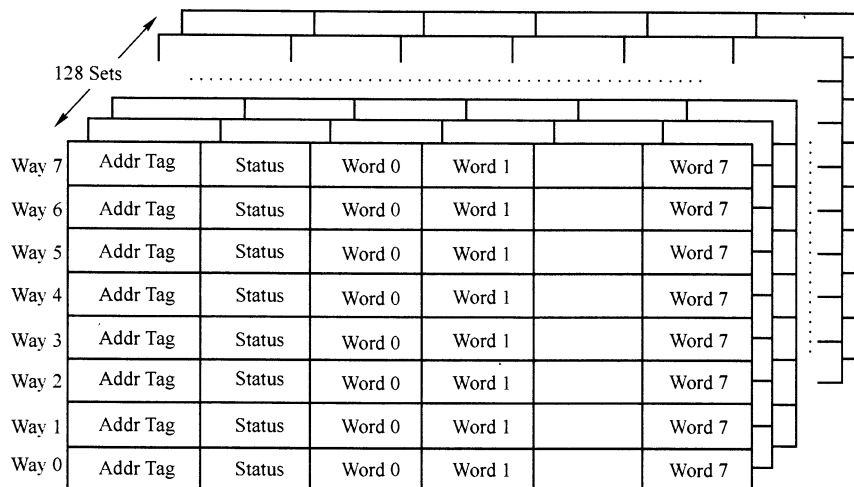 128 Sets
Way 7 Addr Tag Status Word 0 Word 1 Word 7
Way 6 Addr Tag Status Word 0 Word 1 Word 7
Way 5 Addr Tag Status Word 0 Word 1 Word 7
Way 4 Addr Tag Status Word 0 Word 1 Word 7
Way 3 Addr Tag Status Word 0 Word 1 Word 7
Way 2 Addr Tag Status Word 0 Word 1 Word 7
Way 1 Addr Tag Status Word 0 Word 1 Word 7
Way 0 Addr Tag Status Word 0 Word 1 Word 7